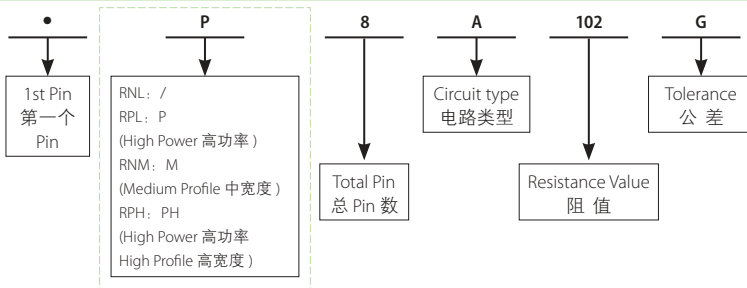 • P 8 A 102 G
1st Pin
第一个
Pin
RNL：/
RPL：P
(High Power 高功率 )
RNM：M
(Medium Profile 中宽度 )
RPH：PH
(High Power 高功率
High Profile 高宽度 )
Total Pin
总 Pin 数
Circuit type
电路类型
Resistance Value
阻 值
Tolerance
公 差